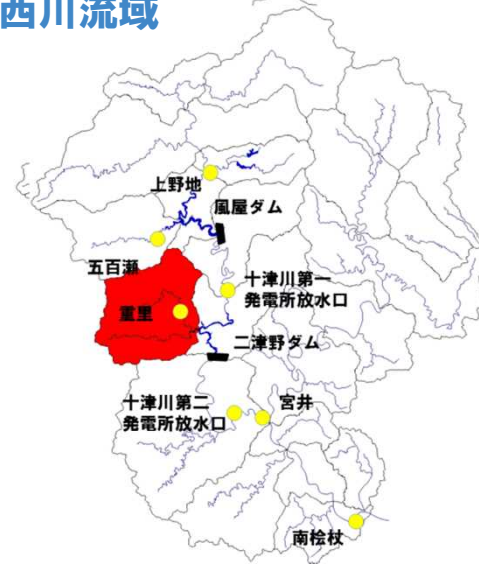 西川流域
上野地
風屋ダム
五百瀬
十津川第一
発電所放水口
重里
二津野ダム
十津川第二
発電所放水口
宮井
南桧杖